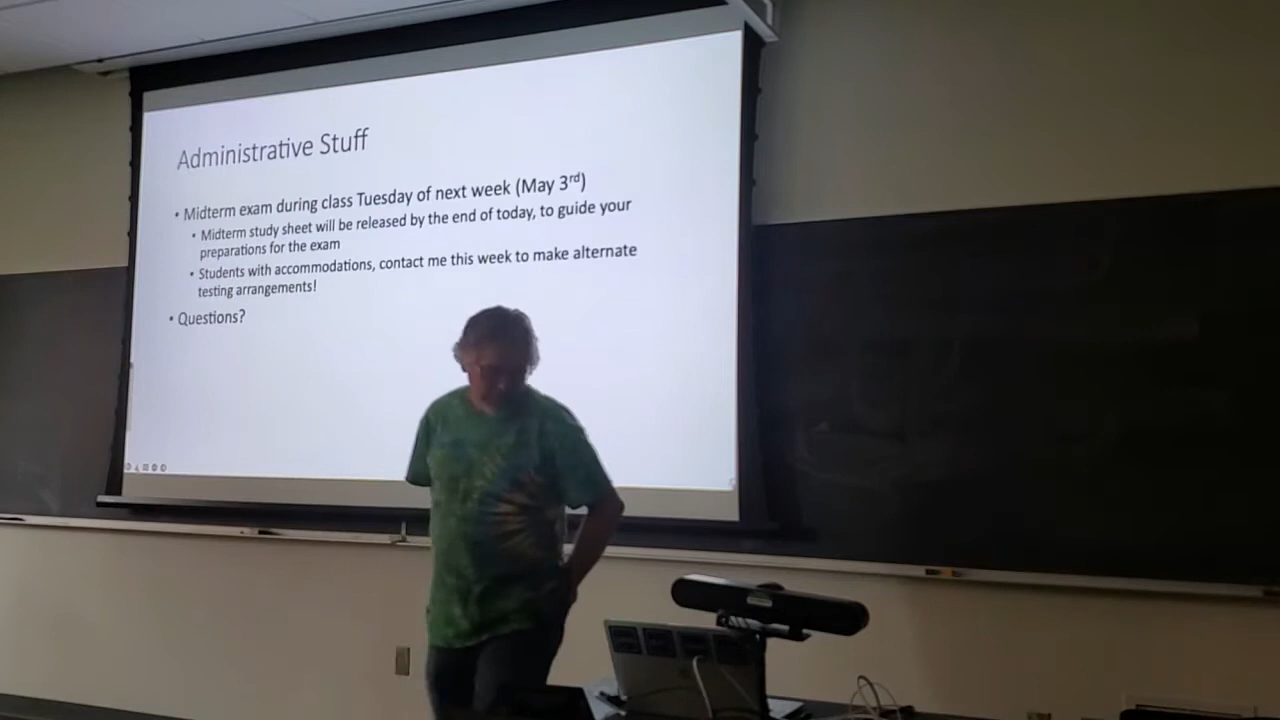 Administrative Stuff
• Midterm exam during class Tuesday of next week (May 3rd)
• Midterm study sheet will be released by the end of today, to guide your
preparations for the exam
• Students with accommodations, contact me this week to make alternate
testing arrangements!
• Questions?